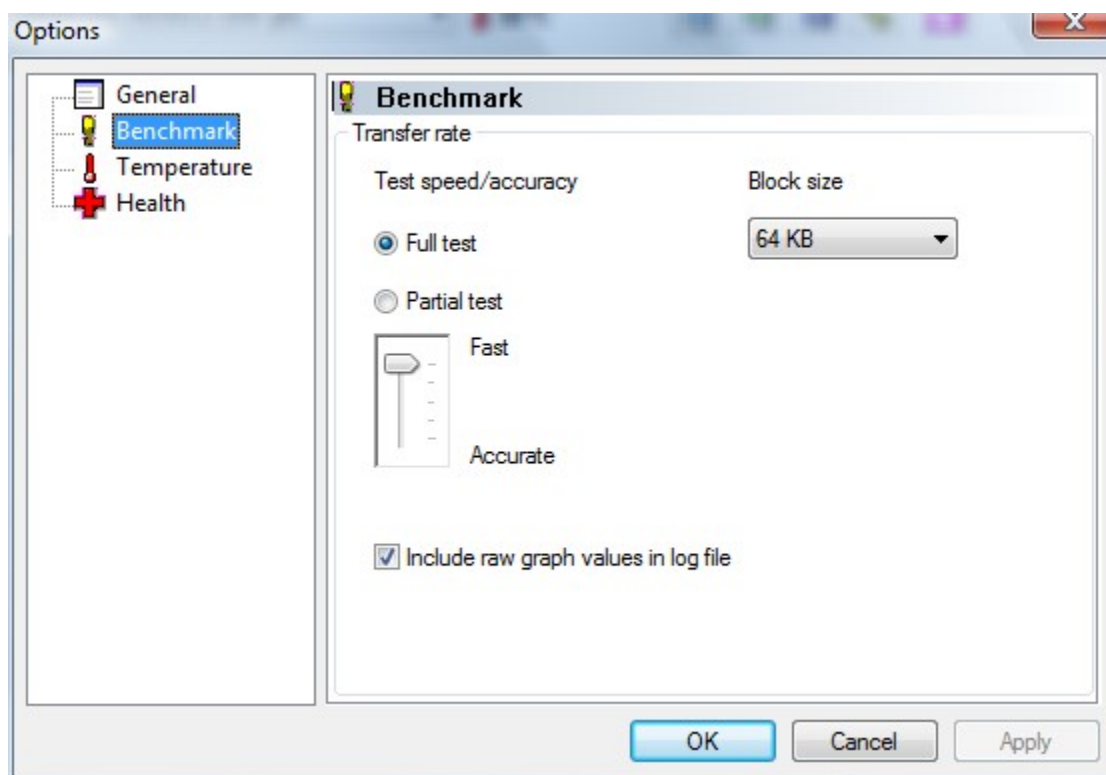 Options
General
Benchmark
Temperature
Health
Benchmark
Transfer rate
Test speed/accuracy
Block size
Full test
64 KB
Partial test
Fast
Accurate
Include raw graph values in log file
OK
Cancel
Apply